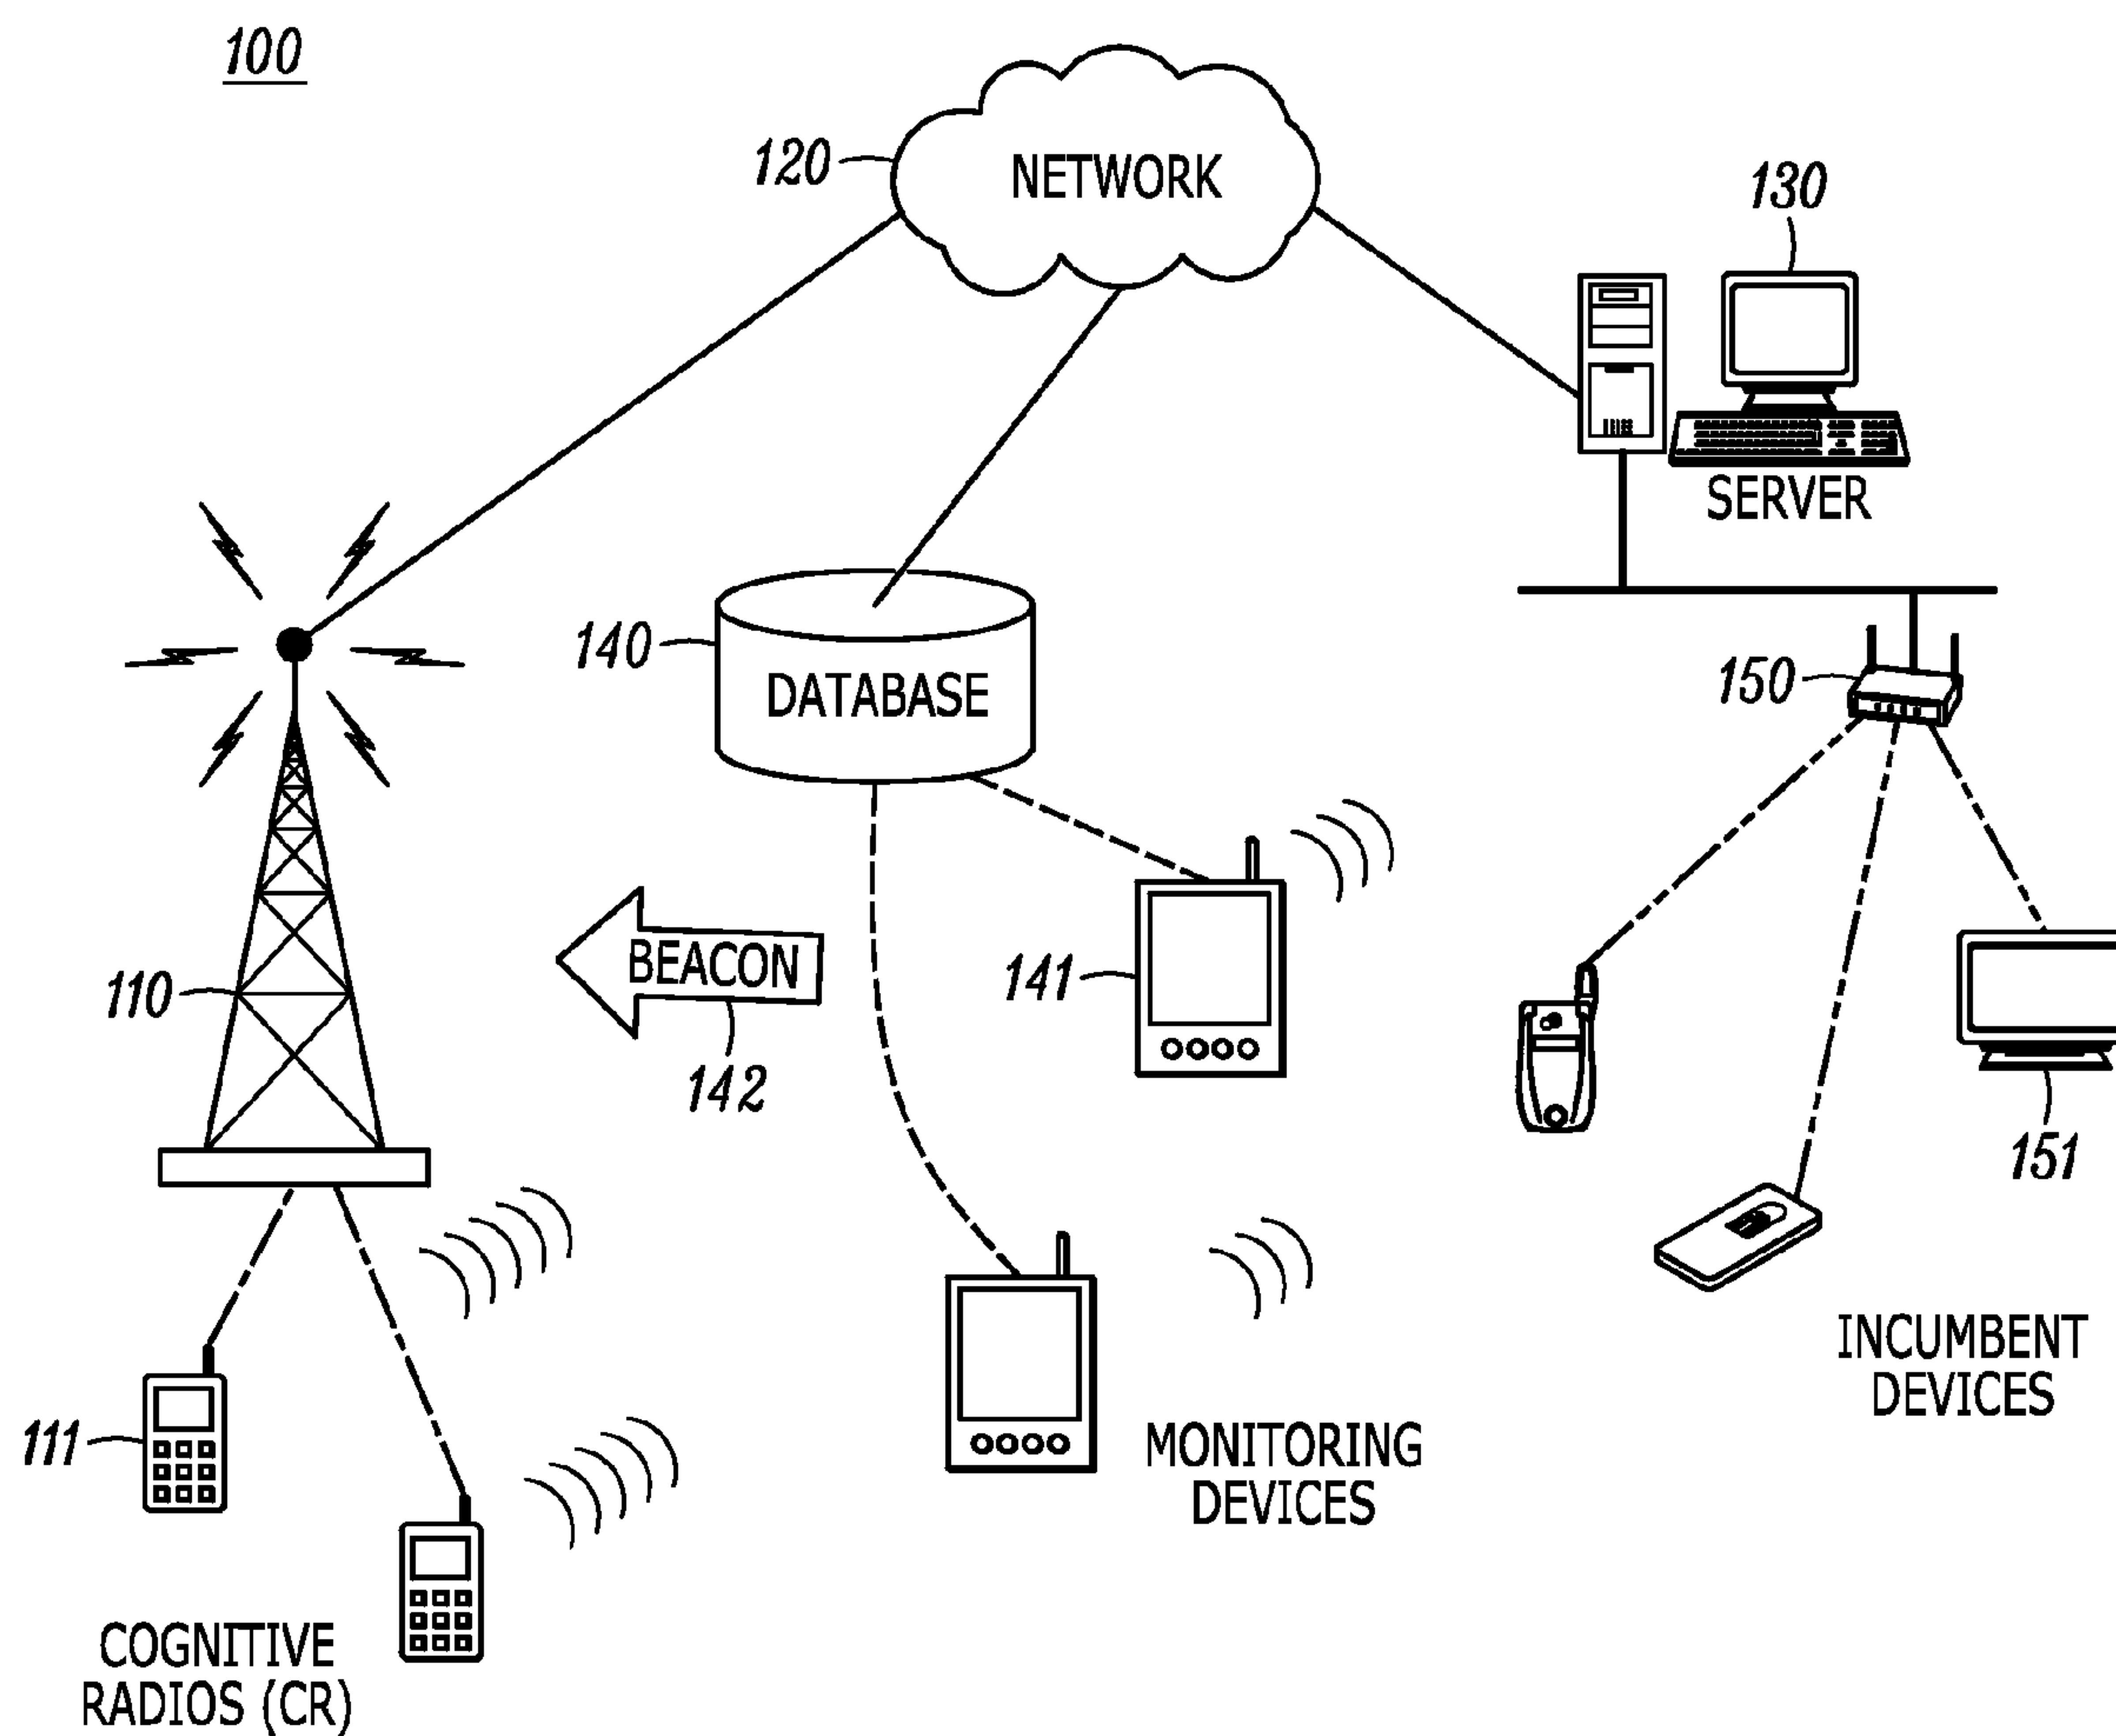 100
120
NETWORK
130
SERVER
140
DATABASE
150
110
BEACON
141
142
151
111
INCUMBENT
DEVICES
MONITORING
DEVICES
COGNITIVE
RADIOS (CR)